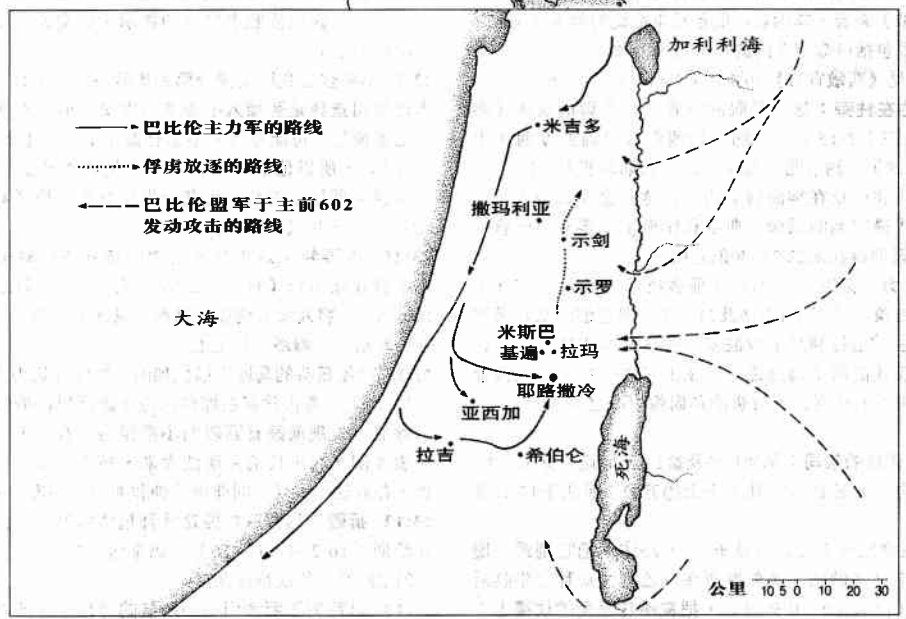 加利利海
米吉多
巴比伦主力军的路线
俘虏放逐的路线
巴比伦盟军于主前602
发动攻击的路线
撒玛利亚
示剑
示罗
大海
米斯巴
基遍
拉玛
耶路撒冷
亚西加
拉吉
希伯仑
死海
公里 10 5 0 10 20 30